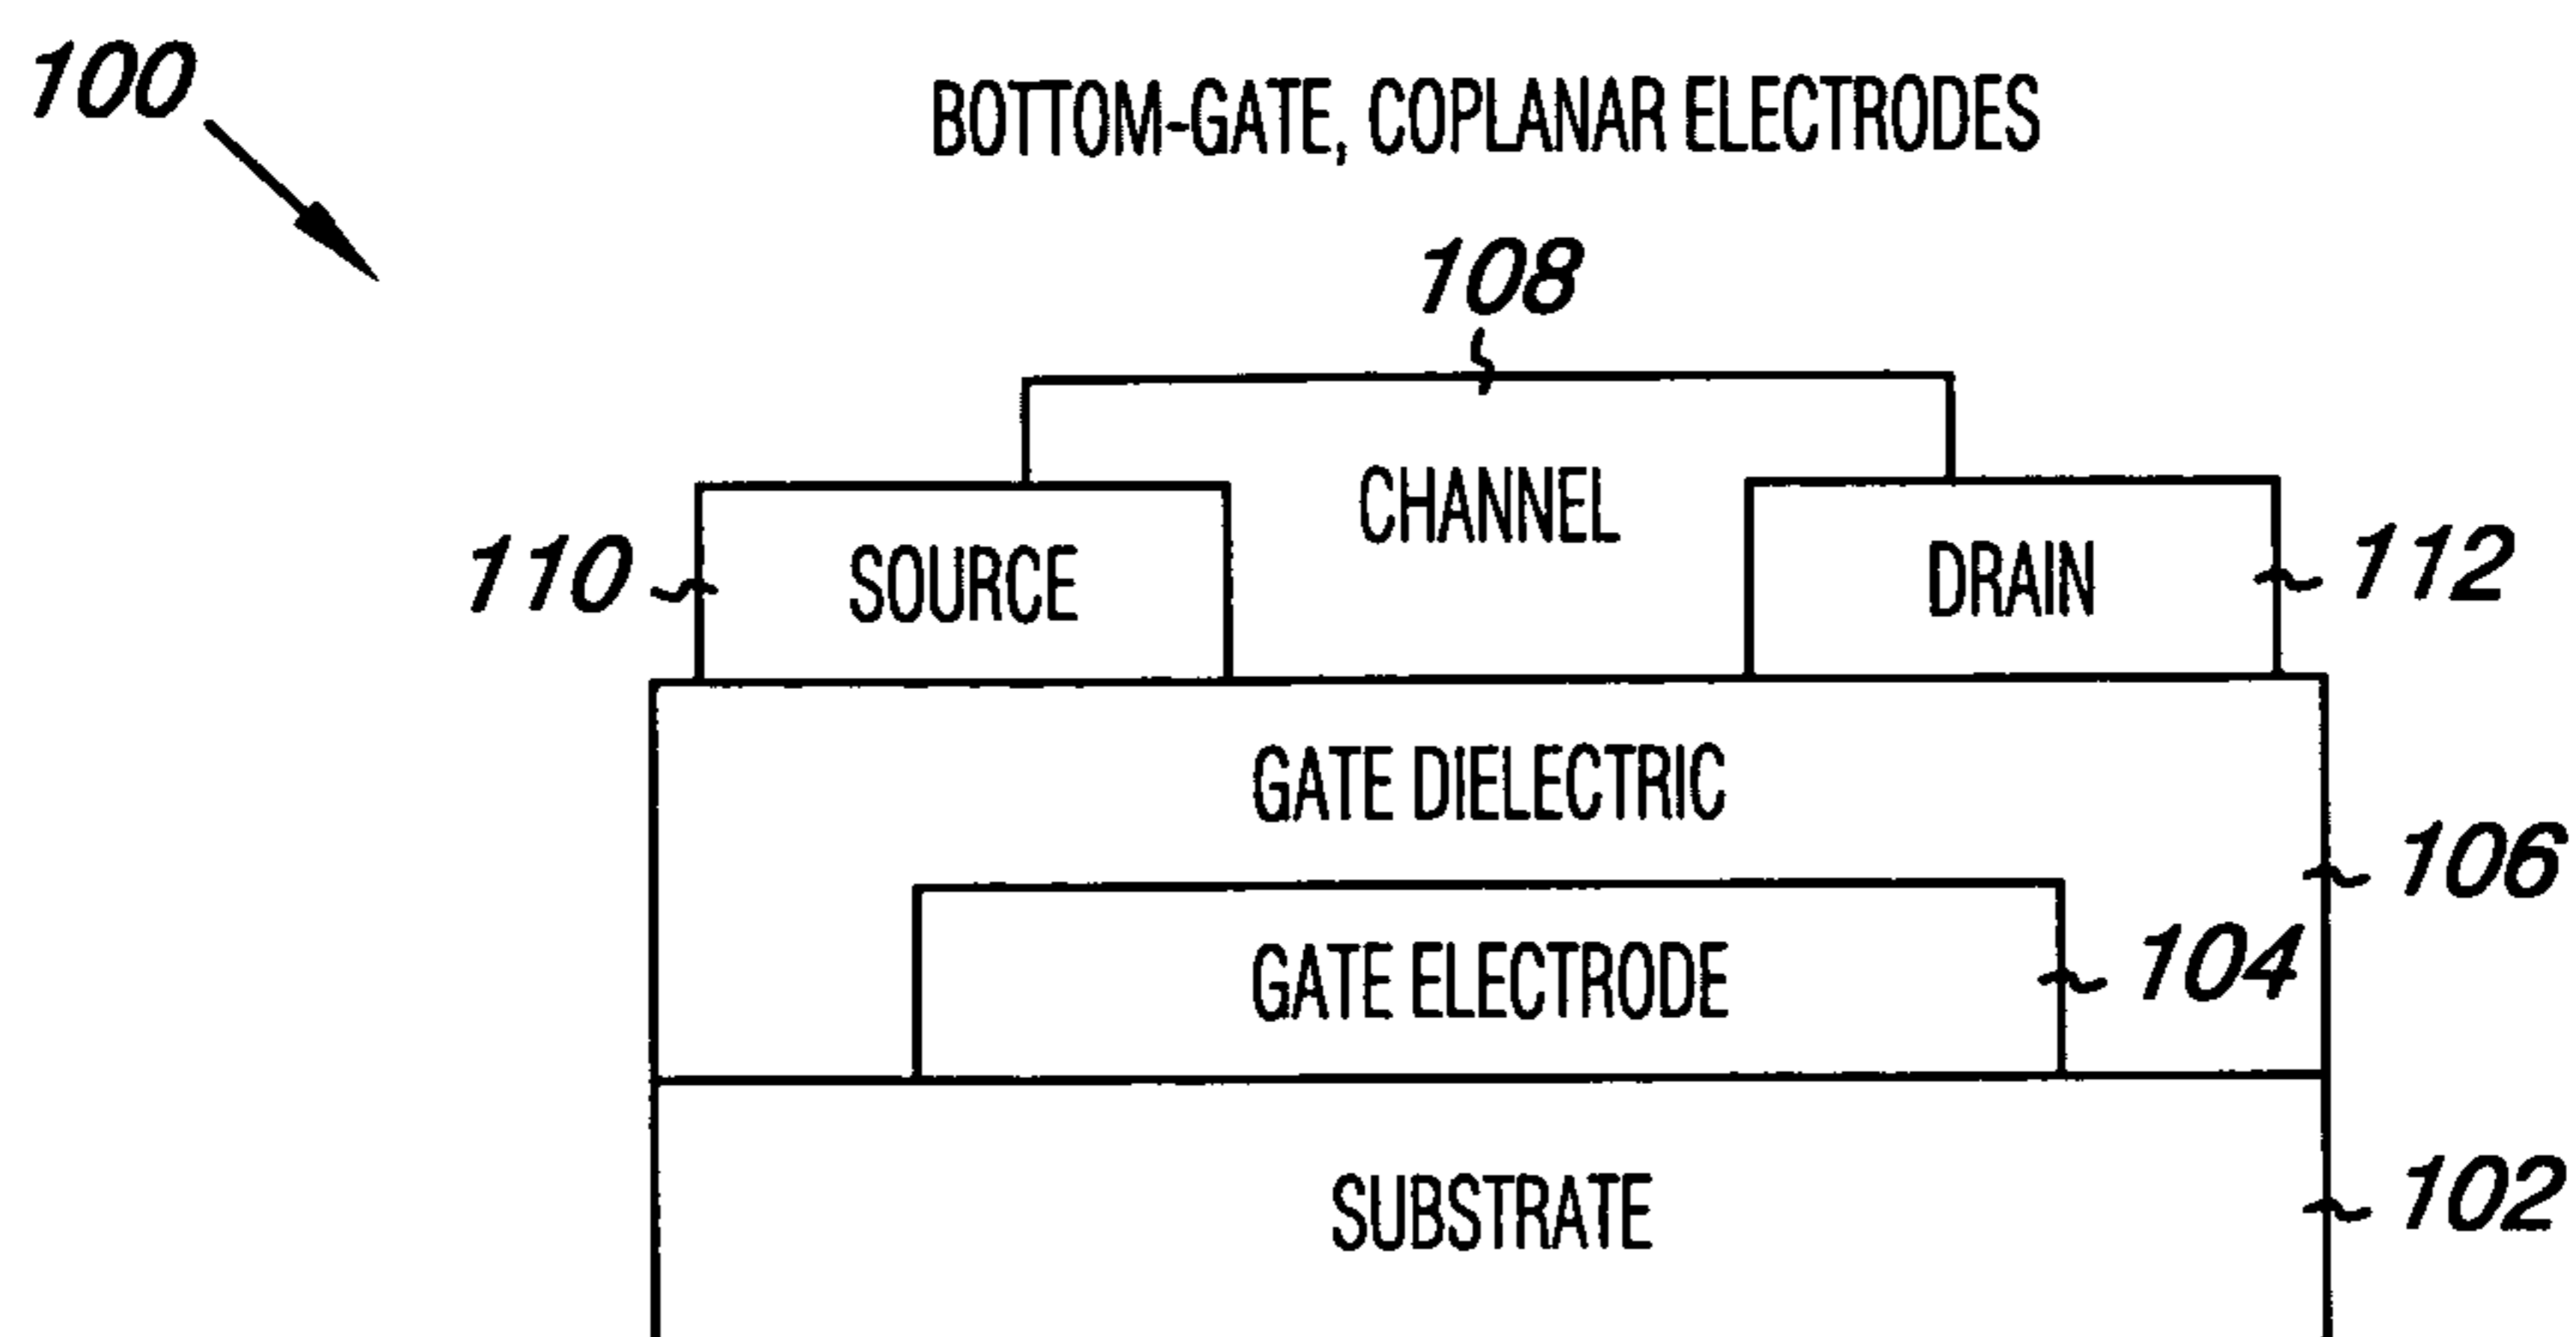 100
BOTTOM-GATE, COPLANAR ELECTRODES
108
CHANNEL
110 SOURCE DRAIN 112
GATE DIELECTRIC
106
GATE ELECTRODE 104
SUBSTRATE 102